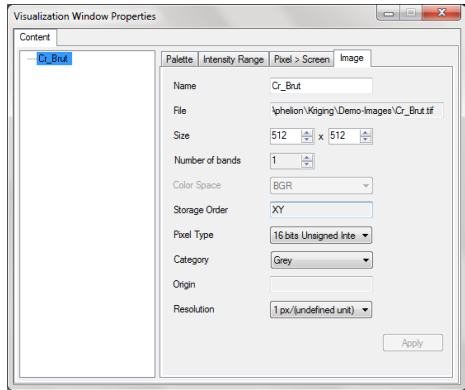 Visualization Window Properties
Content
Cr_Brut
Palette Intensity Range Pixel > Screen Image
Name Cr_Brut
File \phelion\Kriging\Demo-Images\Cr_Brut.tif
Size 512 x 512
Number of bands 1
Color Space BGR
Storage Order XY
Pixel Type 16 bits Unsigned Inte
Category Grey
Origin
Resolution 1 px/(undefined unit)
Apply